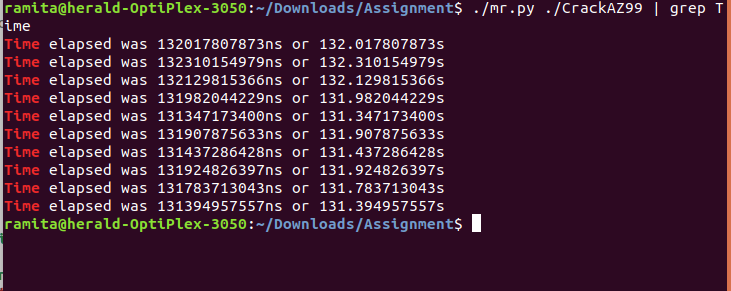 ramita@herald-OptiPlex-3050:~/Downloads/Assignment$ ./mr.py ./CrackAZ99 | grep T
ime
Time elapsed was 132017807873ns or 132.017807873s
Time elapsed was 132310154979ns or 132.310154979s
Time elapsed was 132129815366ns or 132.129815366s
Time elapsed was 131982044229ns or 131.982044229s
Time elapsed was 131347173400ns or 131.347173400s
Time elapsed was 131907875633ns or 131.907875633s
Time elapsed was 131437286428ns or 131.437286428s
Time elapsed was 131924826397ns or 131.924826397s
Time elapsed was 131783713043ns or 131.783713043s
Time elapsed was 131394957557ns or 131.394957557s
ramita@herald-OptiPlex-3050:~/Downloads/Assignment$